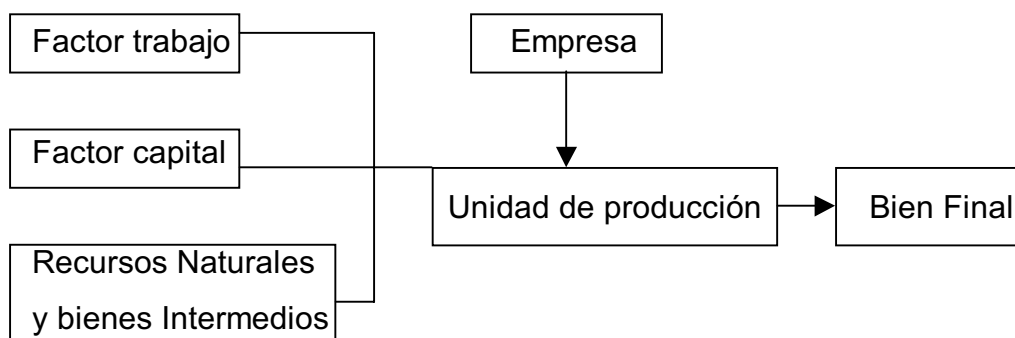 Factor trabajo
Empresa
Factor capital
Unidad de producción
Bien Final
Recursos Naturales
y bienes Intermedios